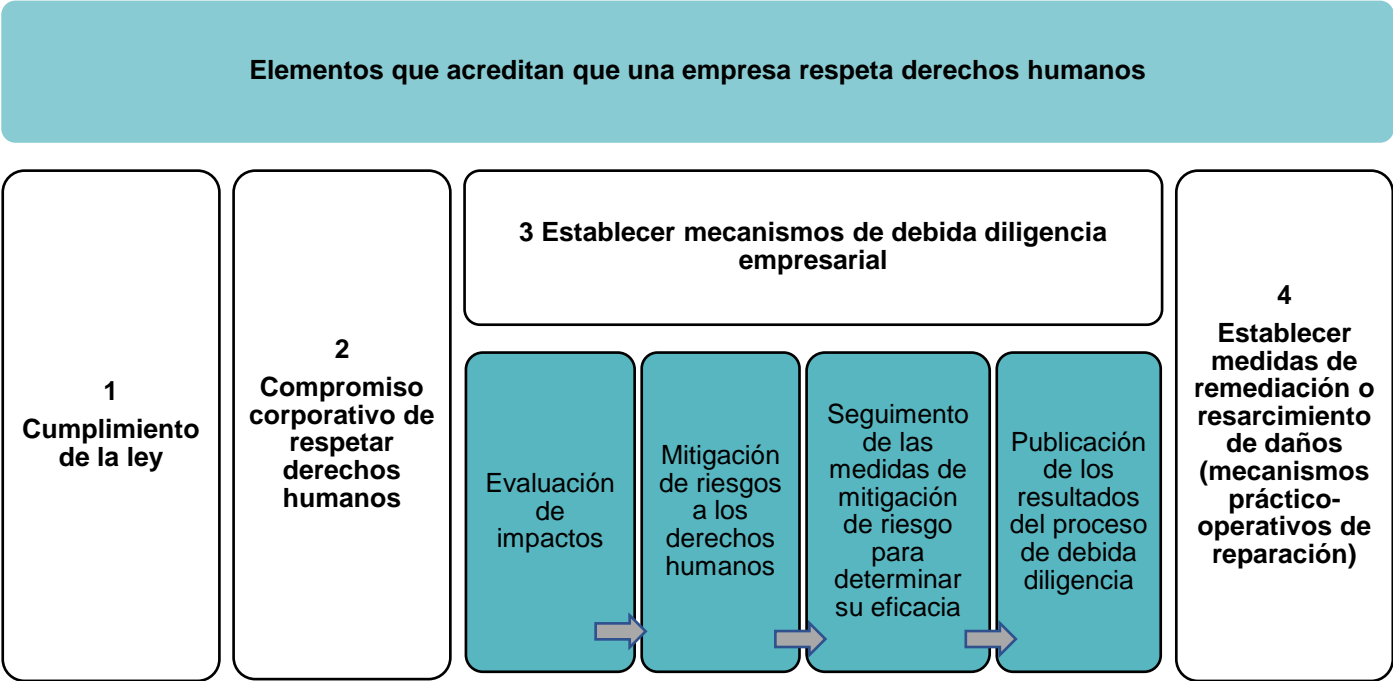 Elementos que acreditan que una empresa respeta derechos humanos
1
Cumplimiento
de la ley
2
Compromiso
corporativo de
respetar
derechos
humanos
3 Establecer mecanismos de debida diligencia
empresarial
Evaluación
de
impactos
Mitigación
de riesgos
a los
derechos
humanos
Seguimento
de las
medidas de
mitigación
de riesgo
para
determinar
su eficacia
Publicación
de los
resultados
del proceso
de debida
diligencia
4
Establecer
medidas de
remediación o
resarcimiento
de daños
(mecanismos
práctico-
operativos de
reparación)